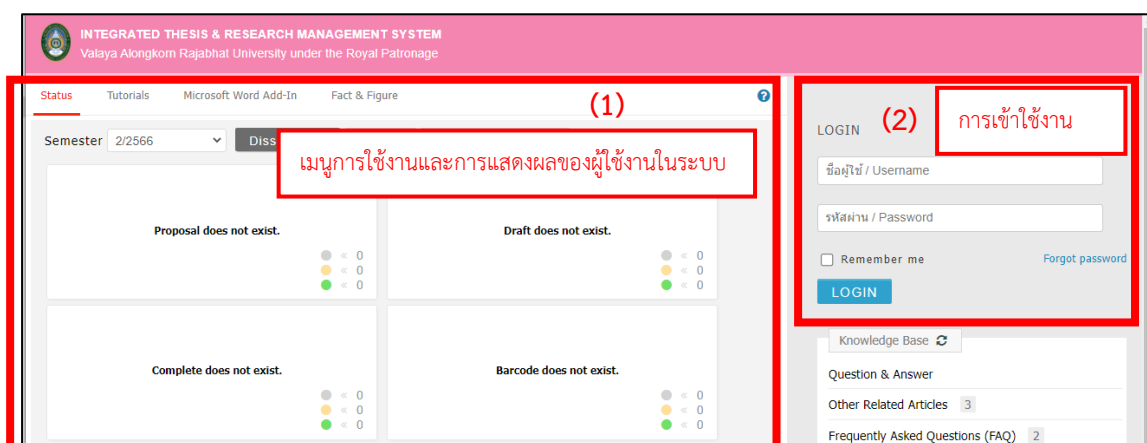 INTEGRATED THESIS & RESEARCH MANAGEMENT SYSTEM
Valaya Alongkorn Rajabhat University under the Royal Patronage
Status Tutorials Microsoft Word Add-In Fact & Figure
(1)
Semester 2/2566
Diss
เมนูการใช้งานและการแสดงผลของผู้ใช้งานในระบบ
Proposal does not exist.
« 0
« 0
« 0
Draft does not exist.
« 0
« 0
« 0
Complete does not exist.
« 0
« 0
« 0
Barcode does not exist.
« 0
« 0
« 0
LOGIN
(2)
การเข้าใช้งาน
ชื่อผู้ใช้ / Username
รหัสผ่าน / Password
Remember me Forgot password
LOGIN
Knowledge Base
Question & Answer
Other Related Articles 3
Frequently Asked Questions (FAQ) 2